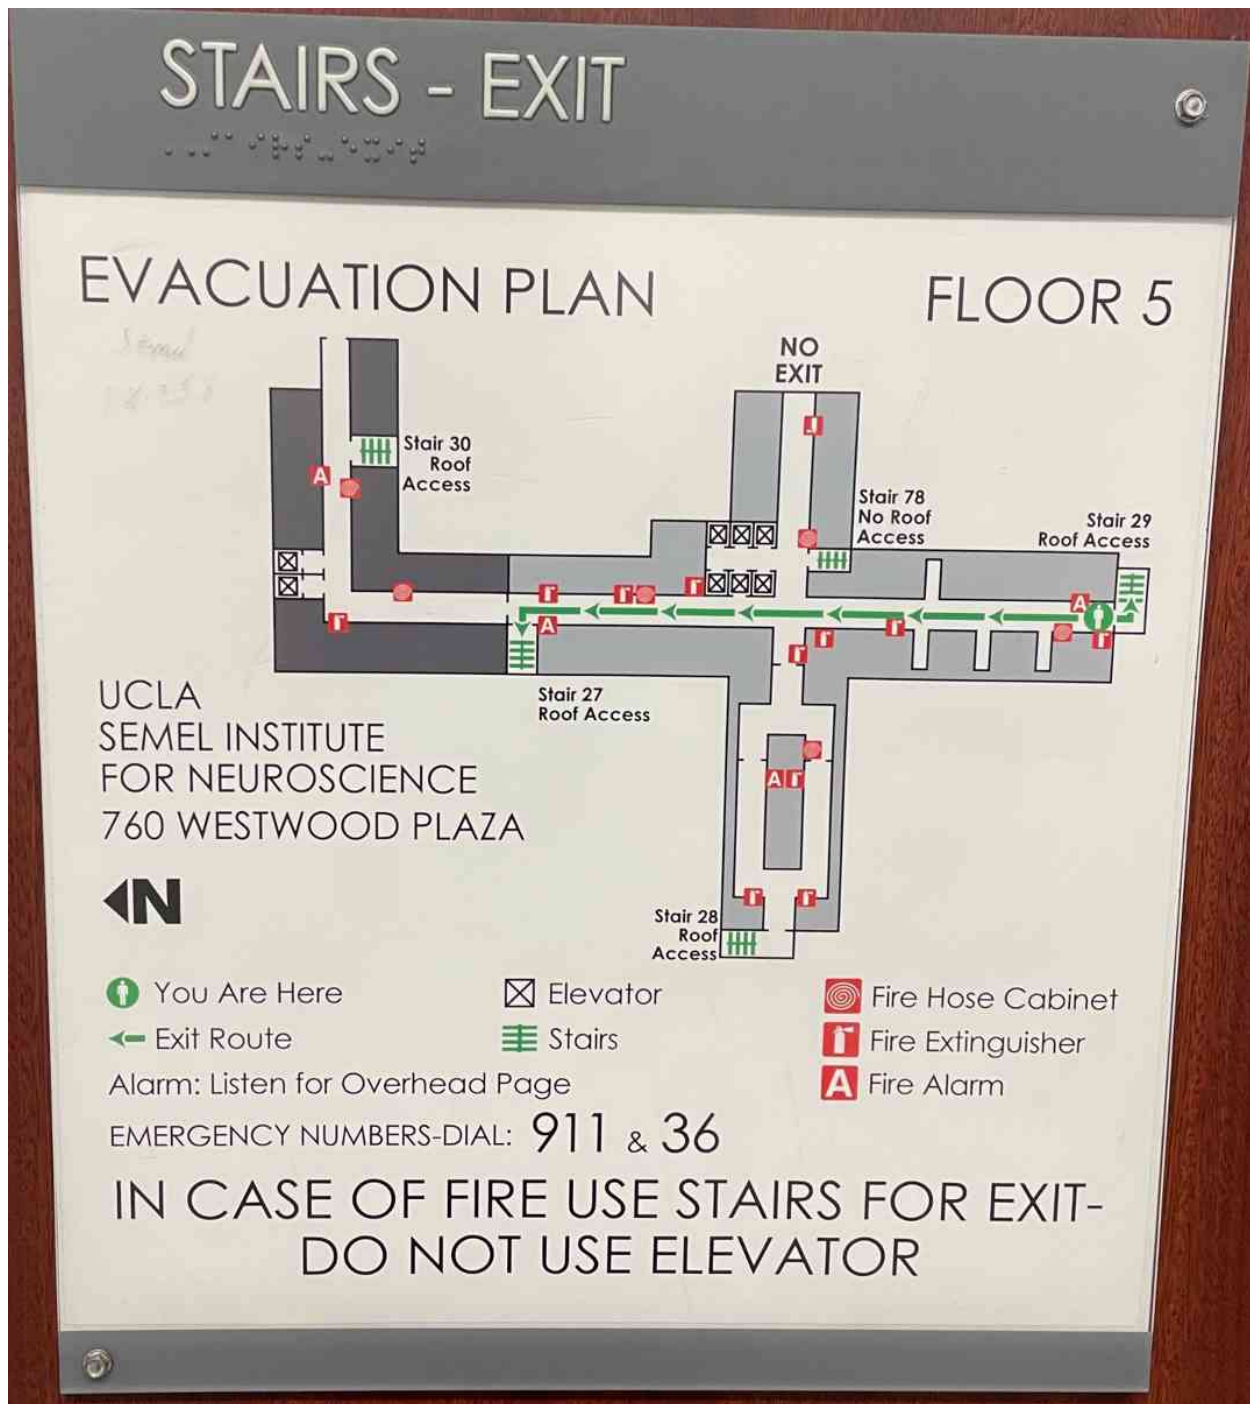 STAIRS - EXIT
EVACUATION PLAN
FLOOR 5
NO
EXIT
Stair 30
Roof
Access
Stair 78
No Roof
Access
Stair 29
Roof Access
A
A
A
Stair 27
Roof Access
A
UCLA
SEMEL INSTITUTE
FOR NEUROSCIENCE
760 WESTWOOD PLAZA
N
Stair 28
Roof
Access
You Are Here
Elevator
Fire Hose Cabinet
Exit Route
Stairs
Fire Extinguisher
Alarm: Listen for Overhead Page
A Fire Alarm
EMERGENCY NUMBERS-DIAL: 911 & 36
IN CASE OF FIRE USE STAIRS FOR EXIT-
DO NOT USE ELEVATOR